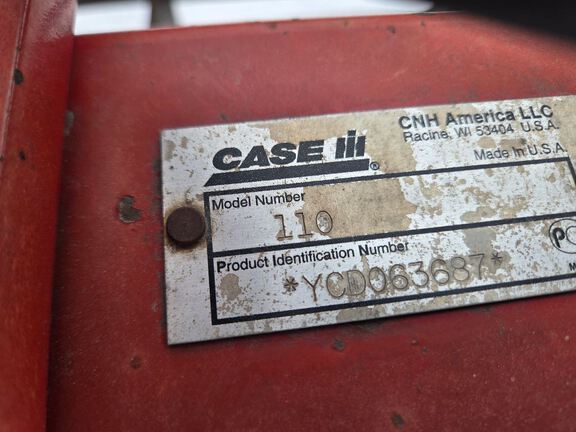 CNH America LLC
Racine, WI 53404 U.S.A.
Made In U.S.A.
CASE IH®
Model Number
110
Product Identification Number
*YCD063687*